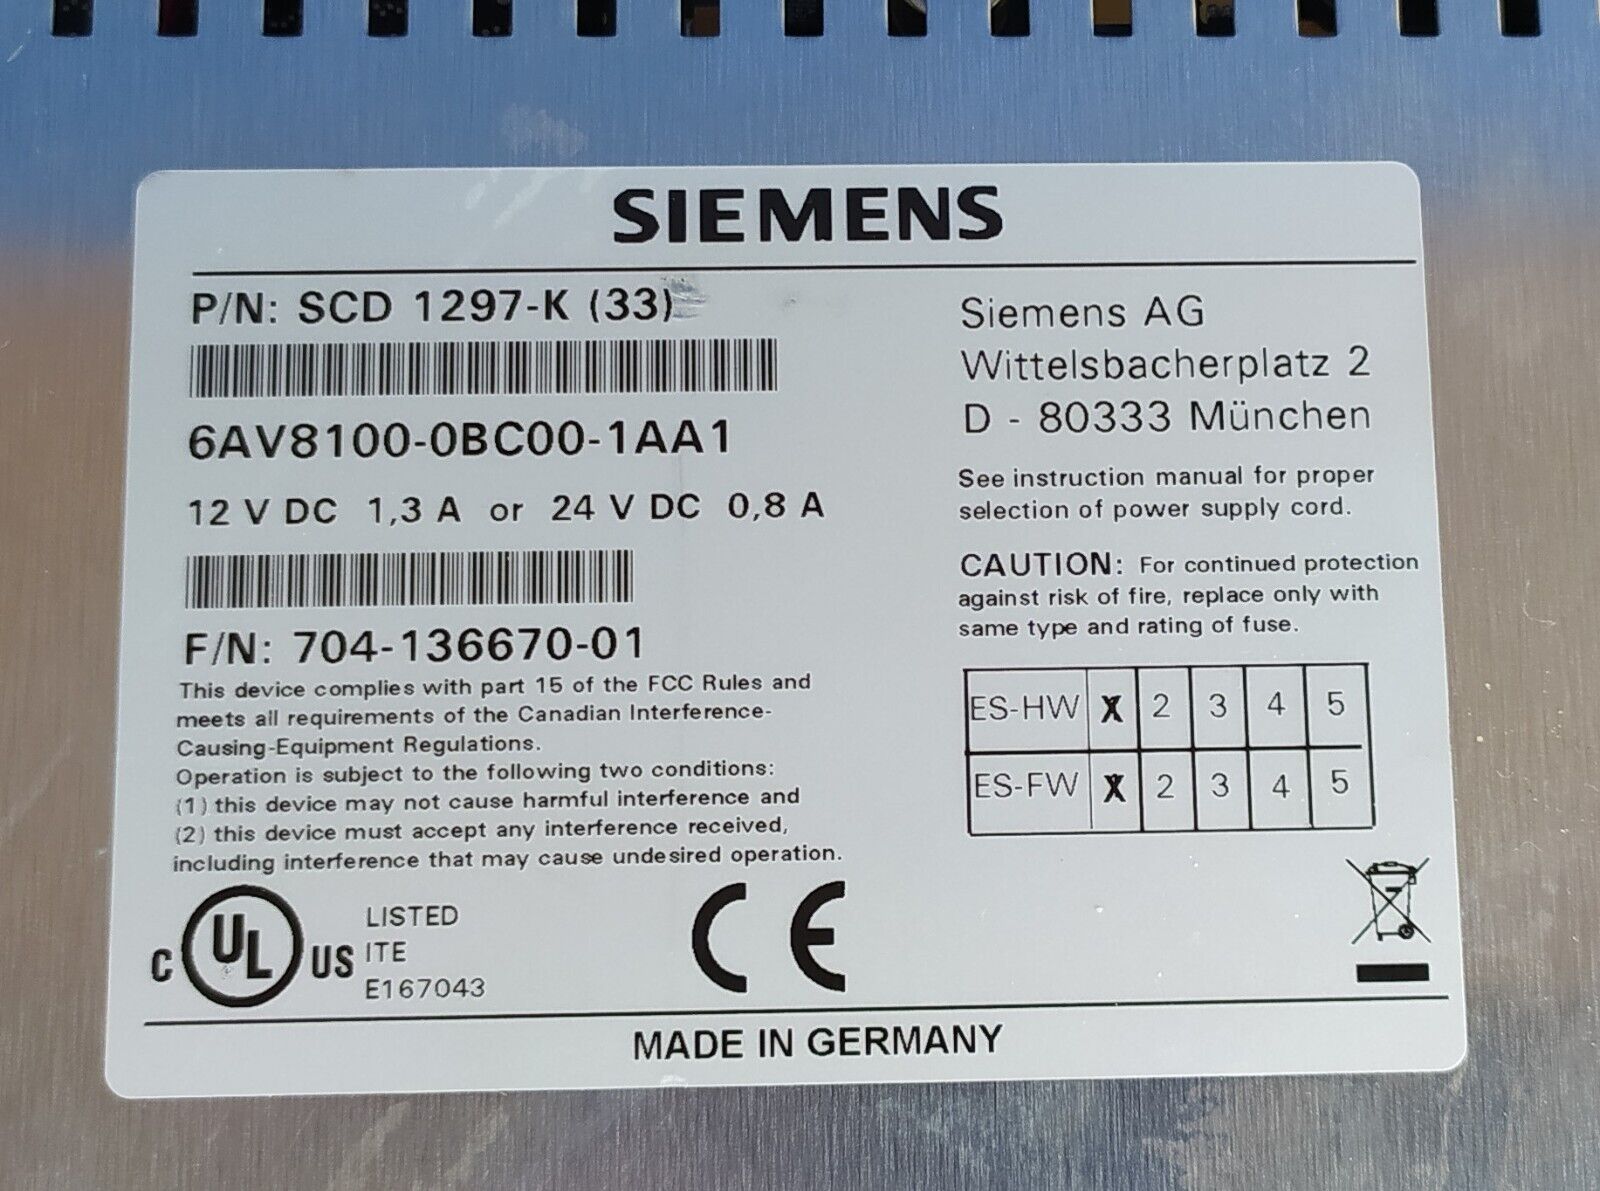 SIEMENS
P/N: SCD 1297-K (33)
6AV8100-0BC00-1AA1
12 V DC 1,3 A or 24 V DC 0,8 A
F/N: 704-136670-01
This device complies with part 15 of the FCC Rules and
meets all requirements of the Canadian Interference-
Causing-Equipment Regulations.
Operation is subject to the following two conditions:
(1) this device may not cause harmful interference and
(2) this device must accept any interference received,
including interference that may cause undesired operation.
Siemens AG
Wittelsbacherplatz 2
D - 80333 München
See instruction manual for proper
selection of power supply cord.
CAUTION: For continued protection
against risk of fire, replace only with
same type and rating of fuse.
ES-HW X 2 3 4 5
ES-FW X 2 3 4 5
C UL US
LISTED
ITE
E167043
CE
MADE IN GERMANY